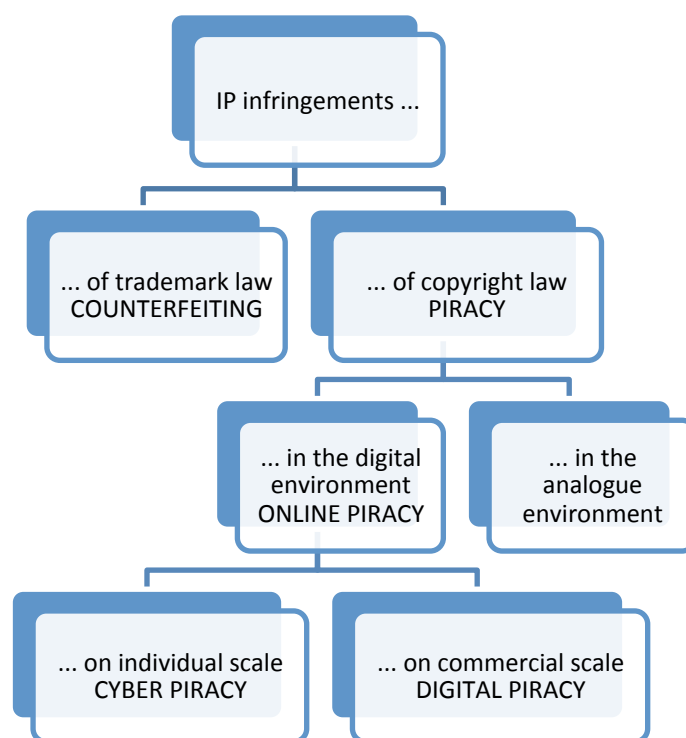 IP infringements ...
... of trademark law
COUNTERFEITING
... of copyright law
PIRACY
... in the digital
environment
ONLINE PIRACY
... in the
analogue
environment
... on individual scale
CYBER PIRACY
... on commercial scale
DIGITAL PIRACY